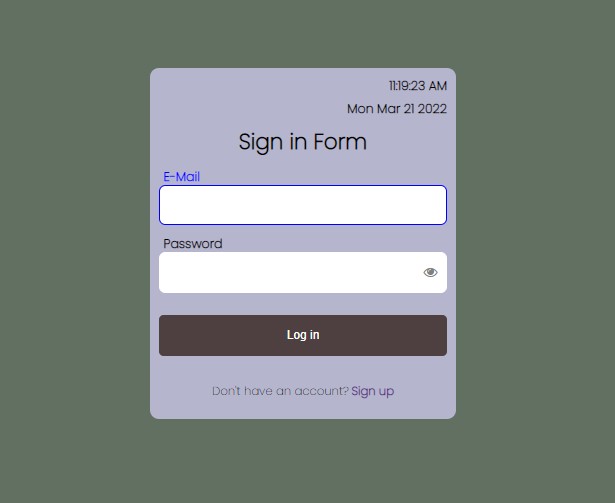 11:19:23 AM
Mon Mar 21 2022
Sign in Form
E-Mail
Password
Log in
Don't have an account? Sign up